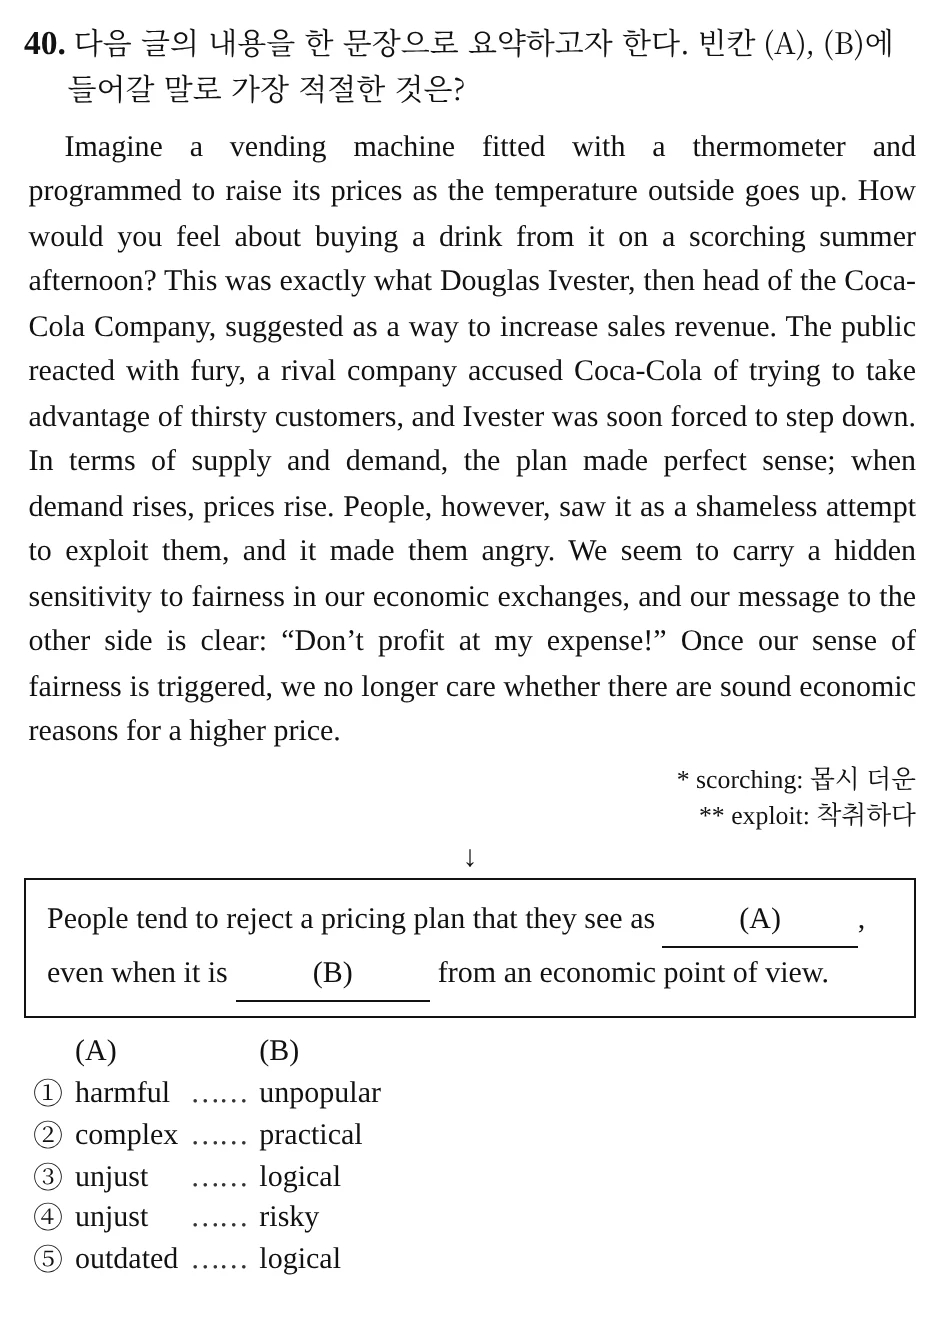 40. 다음 글의 내용을 한 문장으로 요약하고자 한다. 빈칸 (A), (B)에
들어갈 말로 가장 적절한 것은?
Imagine a vending machine fitted with a thermometer and
programmed to raise its prices as the temperature outside goes up. How
would you feel about buying a drink from it on a scorching summer
afternoon? This was exactly what Douglas Ivester, then head of the Coca-
Cola Company, suggested as a way to increase sales revenue. The public
reacted with fury, a rival company accused Coca-Cola of trying to take
advantage of thirsty customers, and Ivester was soon forced to step down.
In terms of supply and demand, the plan made perfect sense; when
demand rises, prices rise. People, however, saw it as a shameless attempt
to exploit them, and it made them angry. We seem to carry a hidden
sensitivity to fairness in our economic exchanges, and our message to the
other side is clear: “Don’t profit at my expense!” Once our sense of
fairness is triggered, we no longer care whether there are sound economic
reasons for a higher price.
* scorching: 몹시 더운
** exploit: 착취하다
↓
People tend to reject a pricing plan that they see as (A),
even when it is (B) from an economic point of view.
(A) (B)
① harmful …… unpopular
② complex …… practical
③ unjust …… logical
④ unjust …… risky
⑤ outdated …… logical